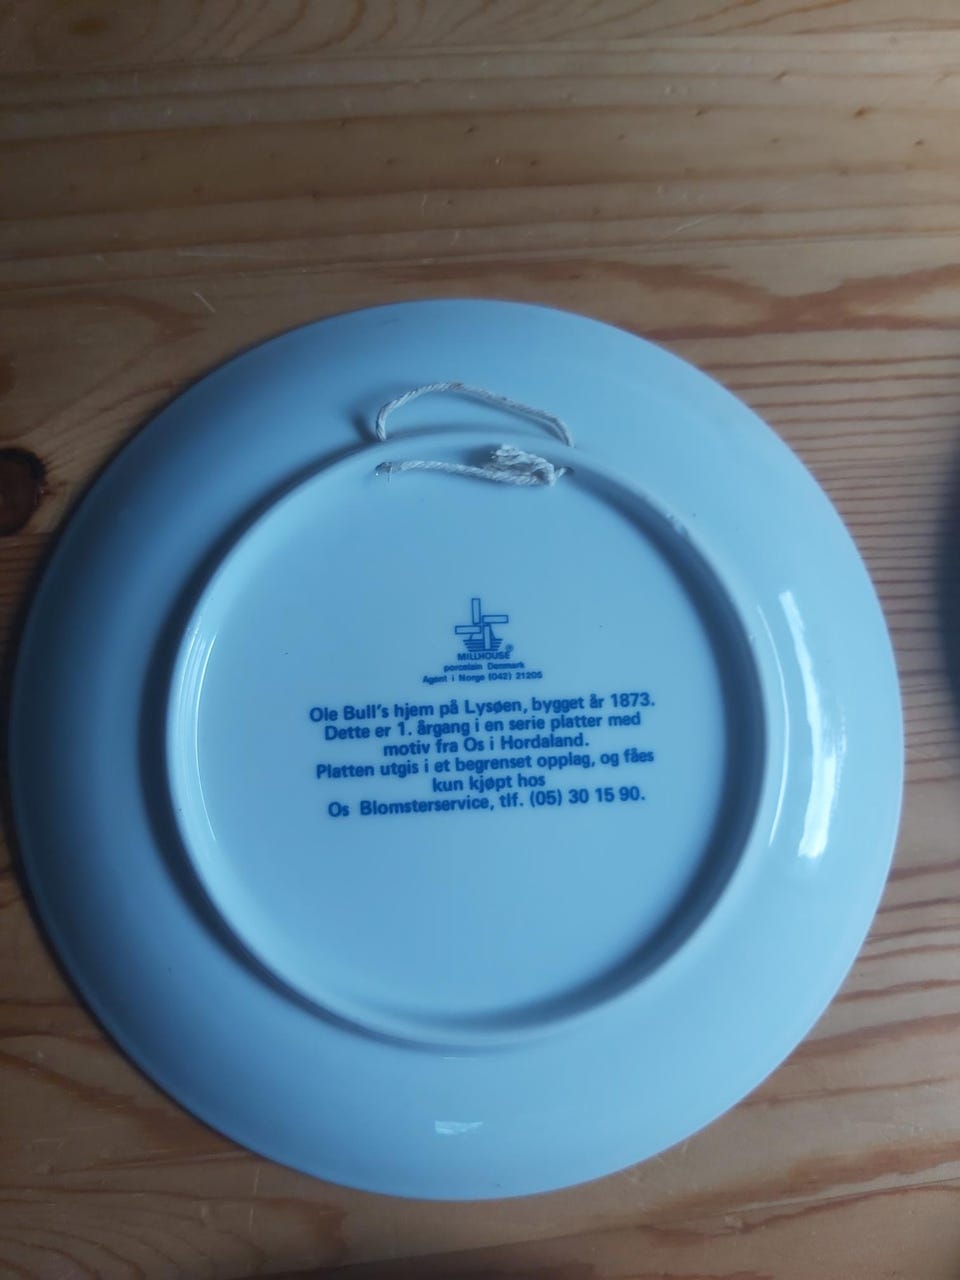 MILLHOUSE ®
porcelain Denmark
Agent i Norge (042) 21205
Ole Bull's hjem på Lysøen, bygget år 1873.
Dette er 1. årgang i en serie platter med
motiv fra Os i Hordaland.
Platten utgis i et begrenset opplag, og fåes
kun kjøpt hos
Os Blomsterservice, tlf. (05) 30 15 90.